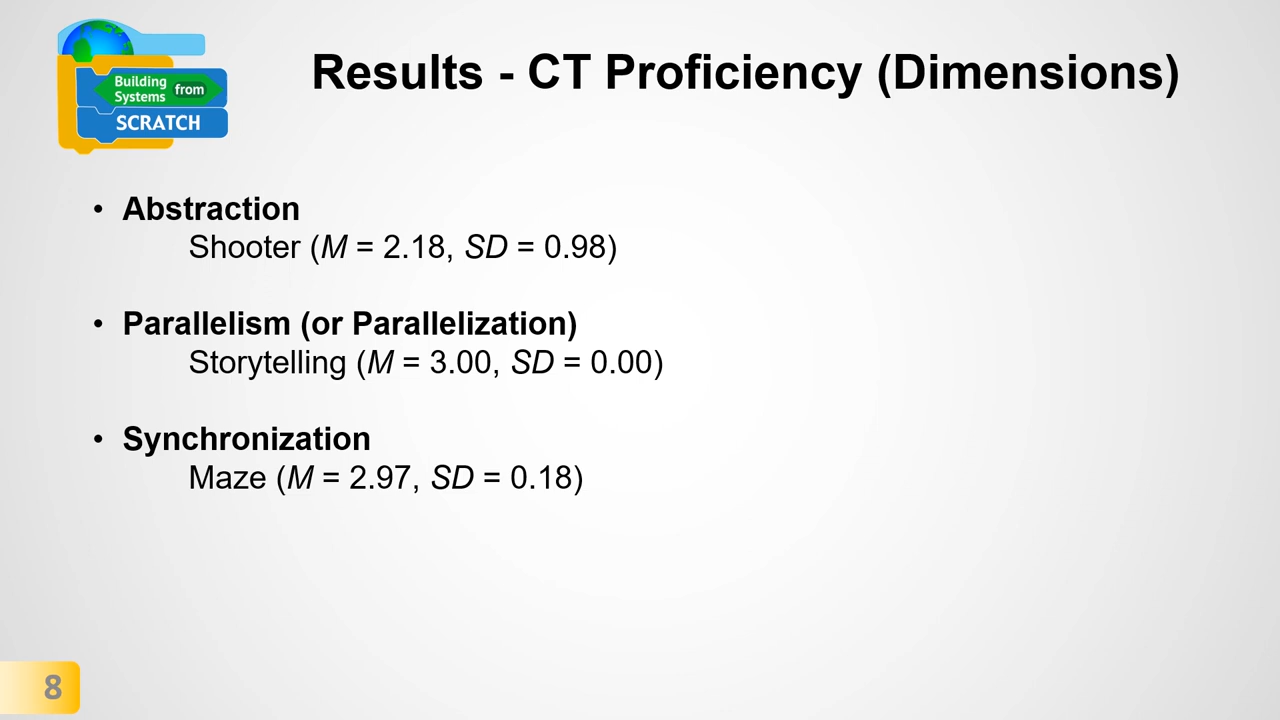 Building
Systems from
SCRATCH
Results - CT Proficiency (Dimensions)
• Abstraction
Shooter (M = 2.18, SD = 0.98)
• Parallelism (or Parallelization)
Storytelling (M = 3.00, SD = 0.00)
• Synchronization
Maze (M = 2.97, SD = 0.18)
8